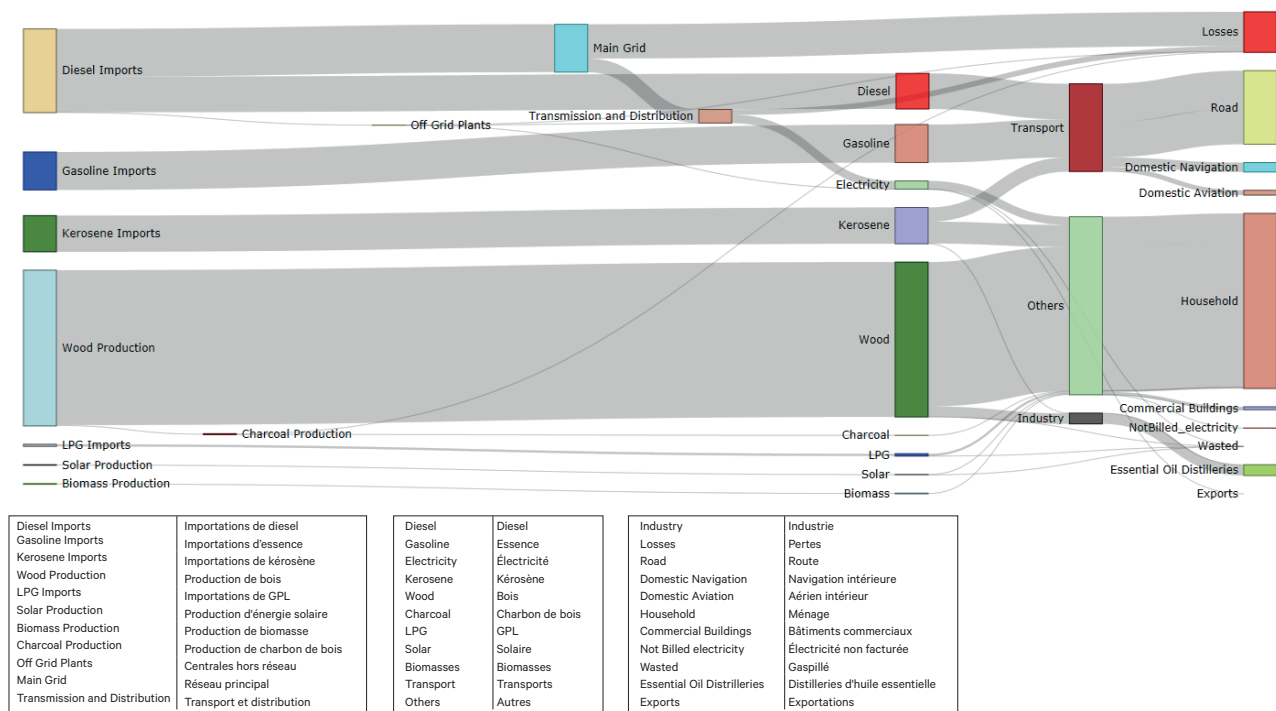 Losses
Main Grid
Diesel Imports
Diesel
Road
Transmission and Distribution
Off Grid Plants
Transport
Gasoline
Gasoline Imports
Domestic Navigation
Electricity
Domestic Aviation
Kerosene
Kerosene Imports
Household
Others
Wood
Wood Production
Commercial Buildings
Industry
NotBilled_electricity
Charcoal Production
Charcoal
LPG Imports
Wasted
LPG
Solar Production
Essential Oil Distilleries
Solar
Biomass Production
Biomass
Exports
Diesel Imports Importations de diesel
Gasoline Imports Importations d'essence
Kerosene Imports Importations de kérosène
Wood Production Production de bois
LPG Imports Importations de GPL
Solar Production Production d'énergie solaire
Biomass Production Production de biomasse
Charcoal Production Production de charbon de bois
Off Grid Plants Centrales hors réseau
Main Grid Réseau principal
Transmission and Distribution Transport et distribution
Diesel Diesel
Gasoline Essence
Electricity Électricité
Kerosene Kérosène
Wood Bois
Charcoal Charbon de bois
LPG GPL
Solar Solaire
Biomasses Biomasses
Transport Transports
Others Autres
Industry Industrie
Losses Pertes
Road Route
Domestic Navigation Navigation intérieure
Domestic Aviation Aérien intérieur
Household Ménage
Commercial Buildings Bâtiments commerciaux
Not Billed electricity Électricité non facturée
Wasted Gaspillé
Essential Oil Distrilleries Distilleries d'huile essentielle
Exports Exportations